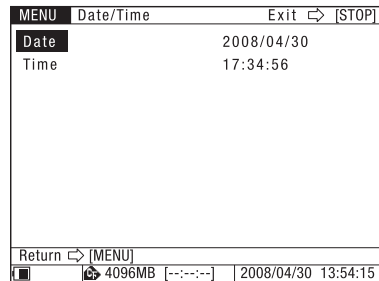 MENU Date/Time Exit ⇨ [STOP]
Date 2008/04/30
Time 17:34:56
Return ⇨ [MENU]
CF 4096MB [--:--:--] 2008/04/30 13:54:15